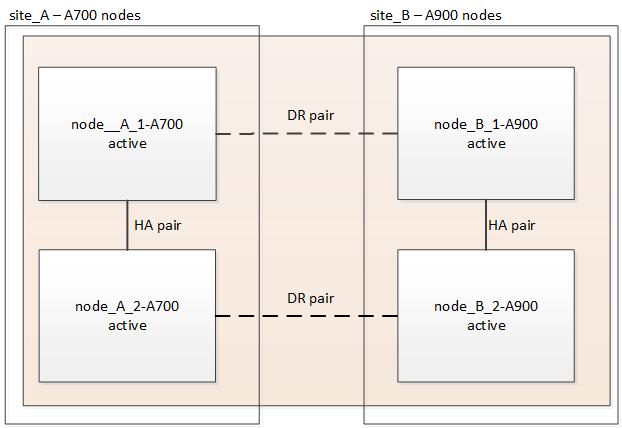 site_A – A700 nodes
site_B – A900 nodes
node__A_1-A700
active
DR pair
node_B_1-A900
active
HA pair
HA pair
node_A_2-A700
active
DR pair
node_B_2-A900
active